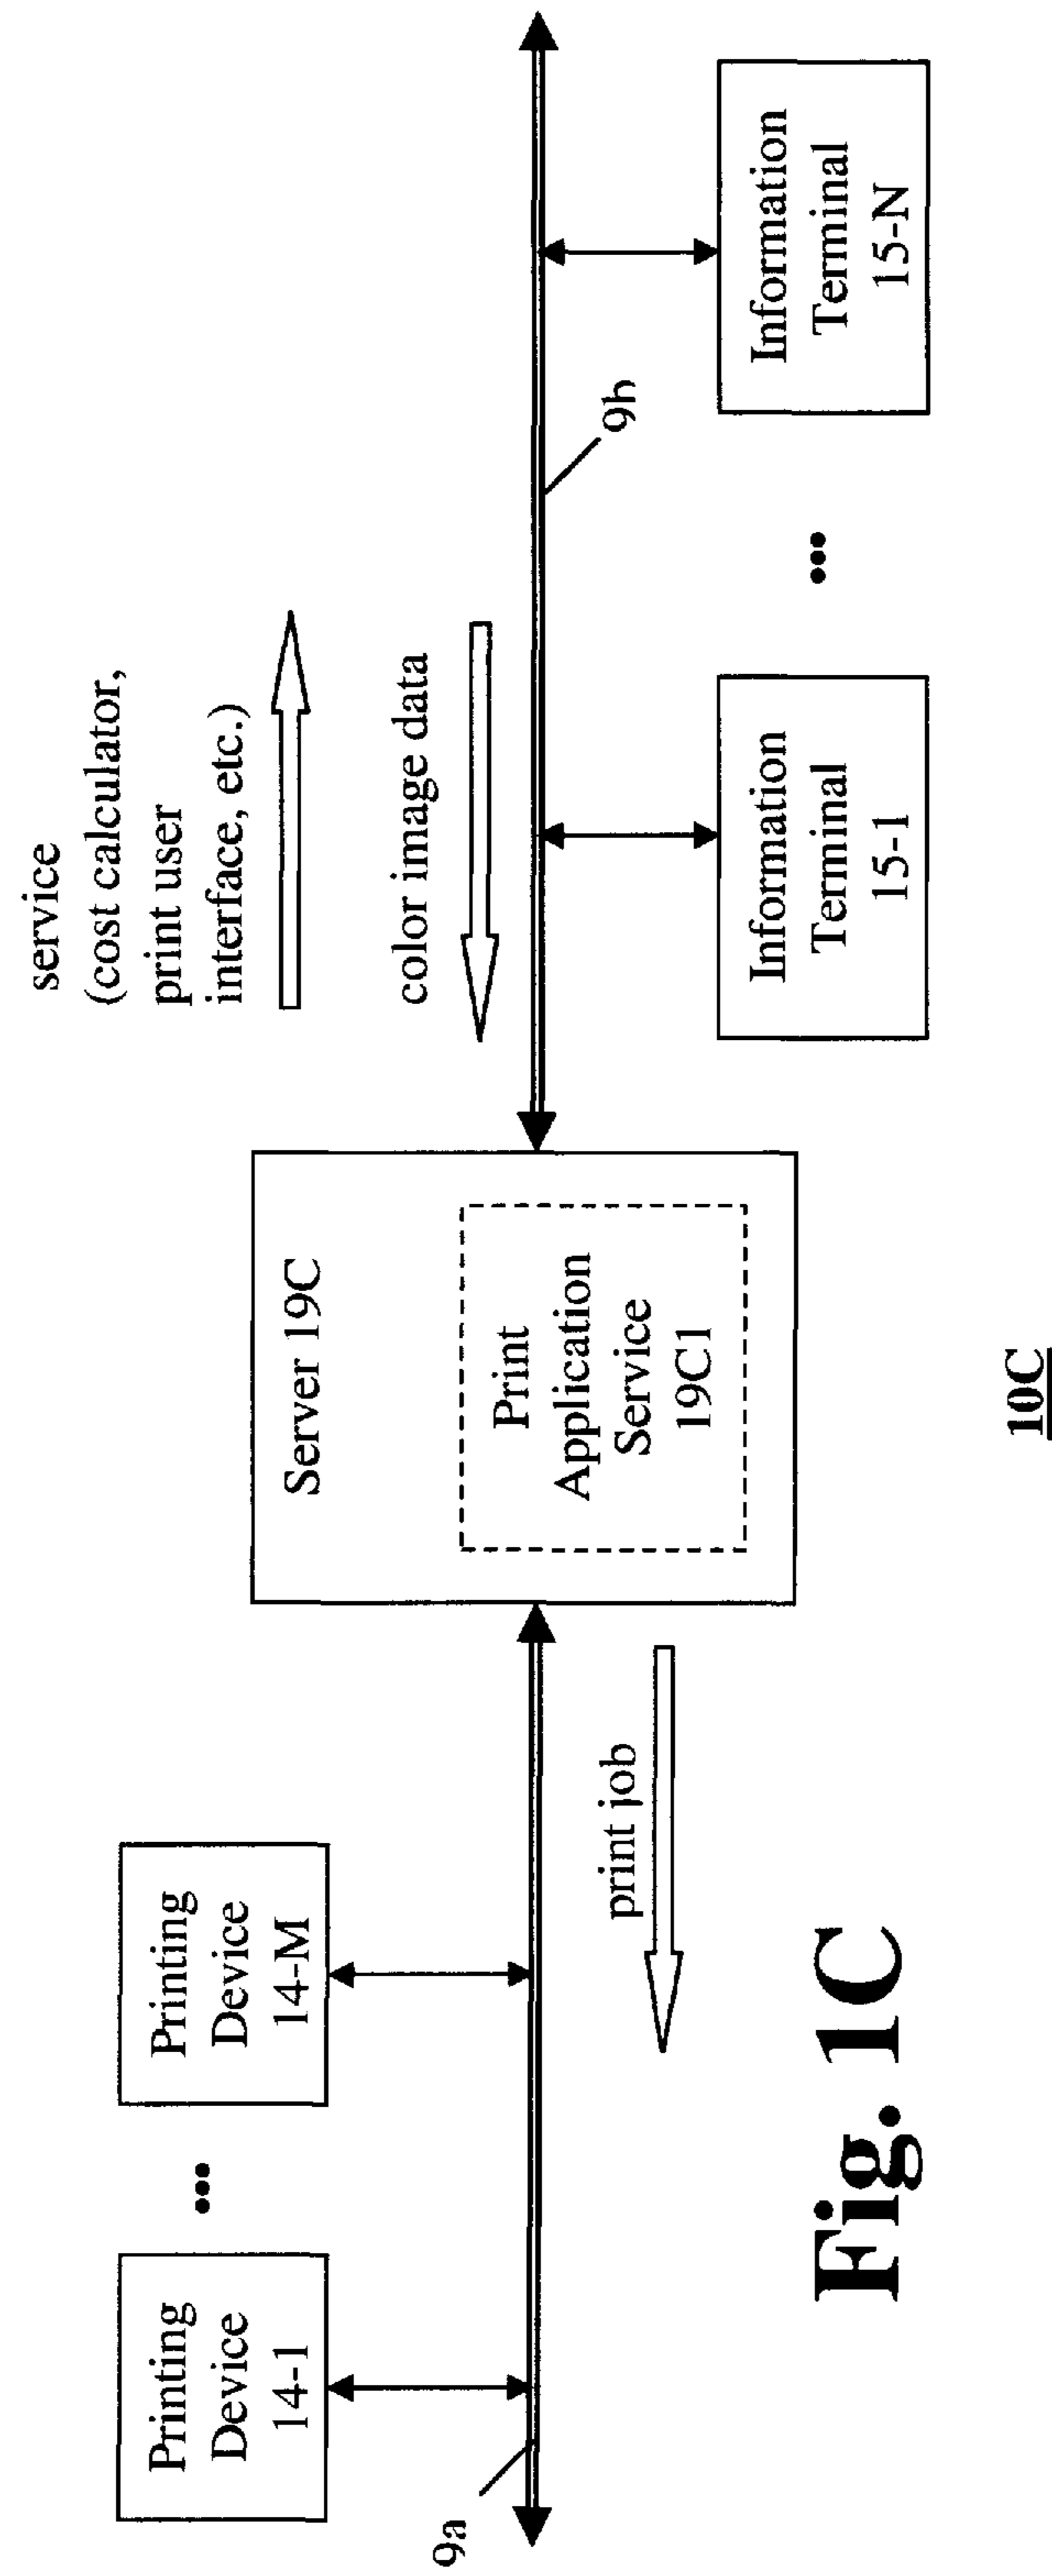 service
(cost calculator,
print user
interface, etc.)
color image data
Printing
Device
14-1
...
Printing
Device
14-M
9a
print job
Server 19C
Print
Application
Service
19C1
9b
Information
Terminal
15-1
...
Information
Terminal
15-N
Fig. 1C
10C